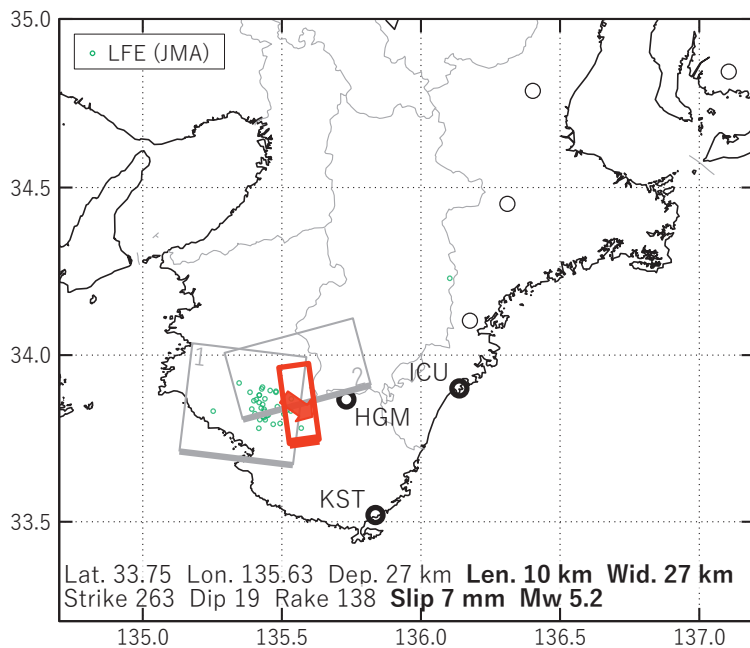 35.0
LFE (JMA)
34.5
34.0
1
2
ICU
HGM
33.5
KST
Lat. 33.75 Lon. 135.63 Dep. 27 km Len. 10 km Wid. 27 km
Strike 263 Dip 19 Rake 138 Slip 7 mm Mw 5.2
135.0 135.5 136.0 136.5 137.0